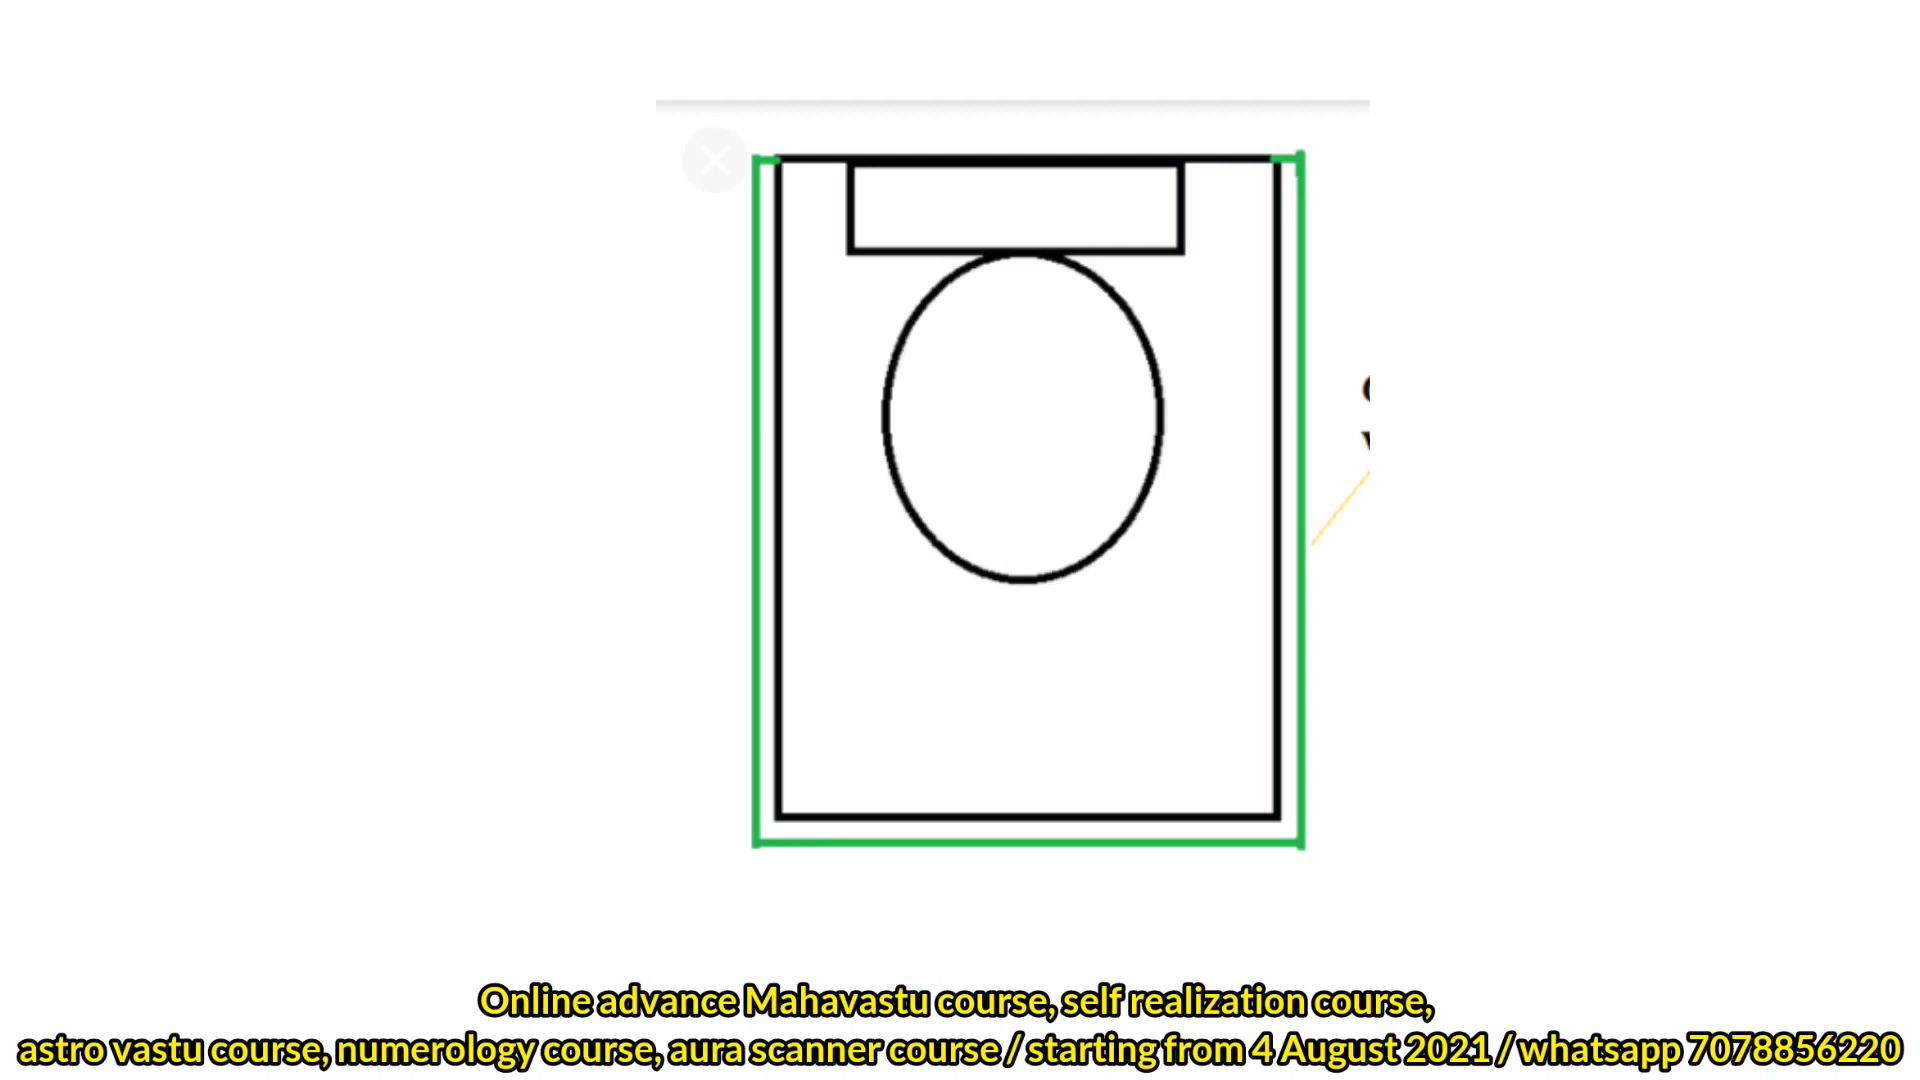 Online advance Mahavastu course, self realization course,
astro vastu course, numerology course, aura scanner course / starting from 4 August 2021 / whatsapp 7078856220